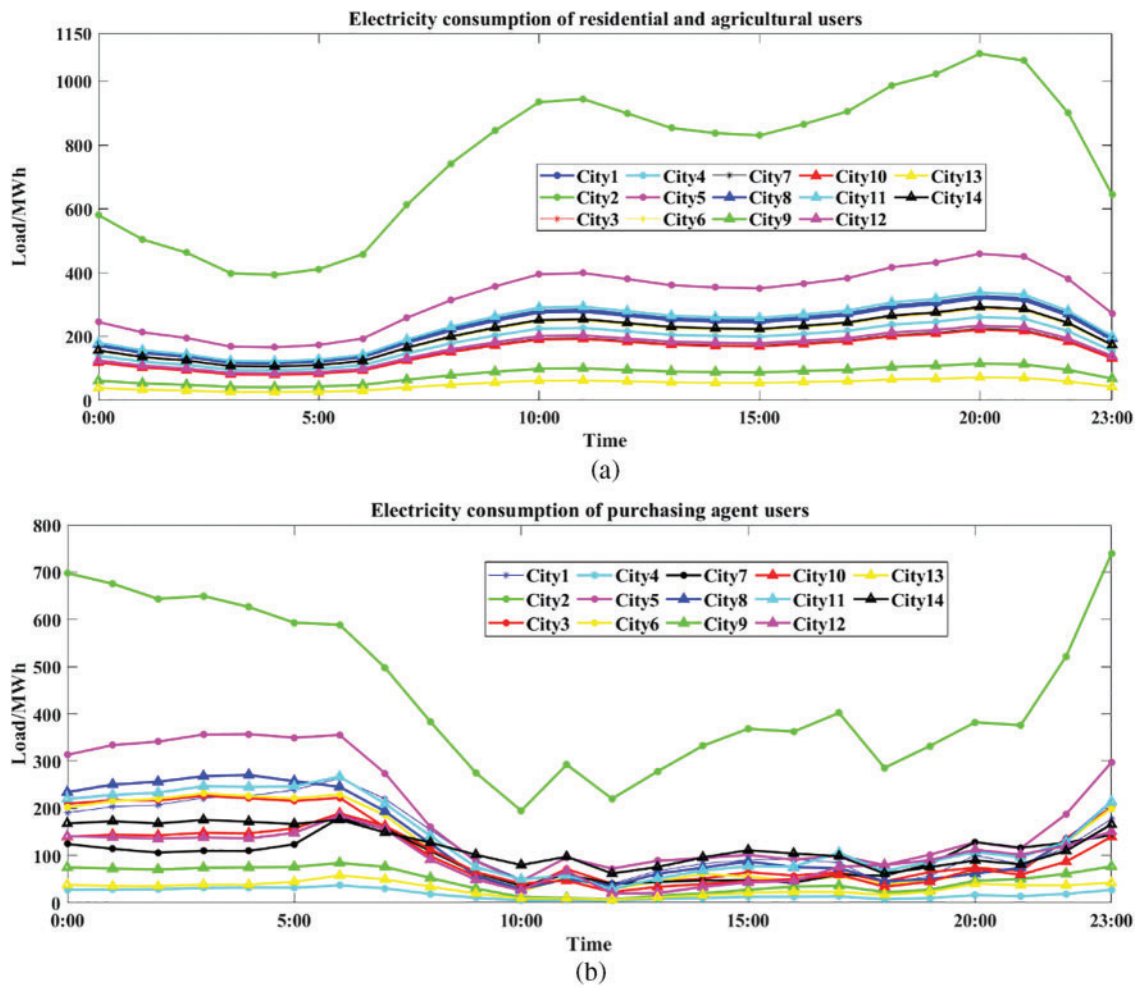 Electricity consumption of residential and agricultural users
1150
1000
800
600
400
200
0
Load/MWh
City1 City4 City7 City10 City13
City2 City5 City8 City11 City14
City3 City6 City9 City12
0:00 5:00 10:00 15:00 20:00 23:00
Time
(a)
Electricity consumption of purchasing agent users
800
700
600
500
400
300
200
100
0
Load/MWh
City1 City4 City7 City10 City13
City2 City5 City8 City11 City14
City3 City6 City9 City12
0:00 5:00 10:00 15:00 20:00 23:00
Time
(b)